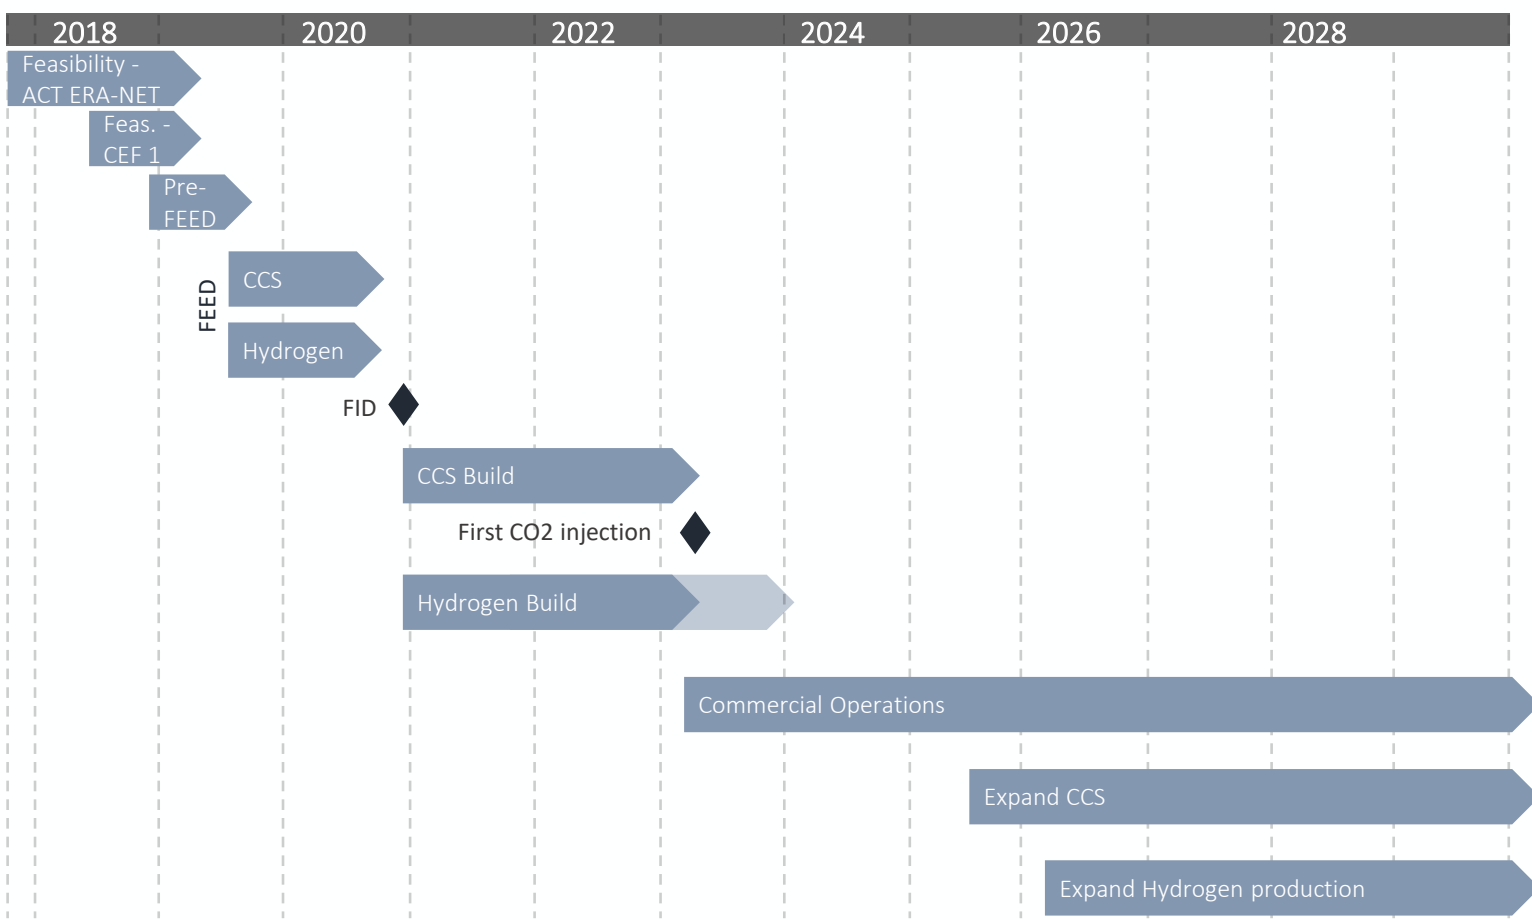 2018 2020 2022 2024 2026 2028
Feasibility -
ACT ERA-NET
Feas. -
CEF 1
Pre-
FEED
FEED
CCS
Hydrogen
FID
CCS Build
First CO2 injection
Hydrogen Build
Commercial Operations
Expand CCS
Expand Hydrogen production